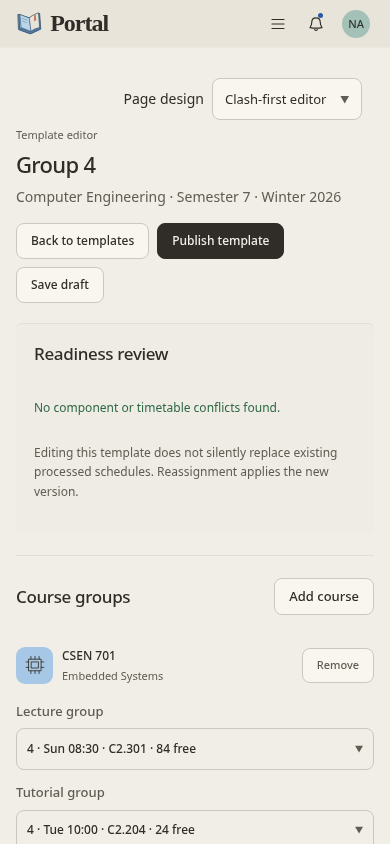 Portal
NA
Page design
Clash-first editor
Template editor
Group 4
Computer Engineering · Semester 7 · Winter 2026
Back to templates
Publish template
Save draft
Readiness review
No component or timetable conflicts found.
Editing this template does not silently replace existing
processed schedules. Reassignment applies the new
version.
Course groups
Add course
CSEN 701
Embedded Systems
Remove
Lecture group
4 · Sun 08:30 · C2.301 · 84 free
Tutorial group
4 · Tue 10:00 · C2.204 · 24 free